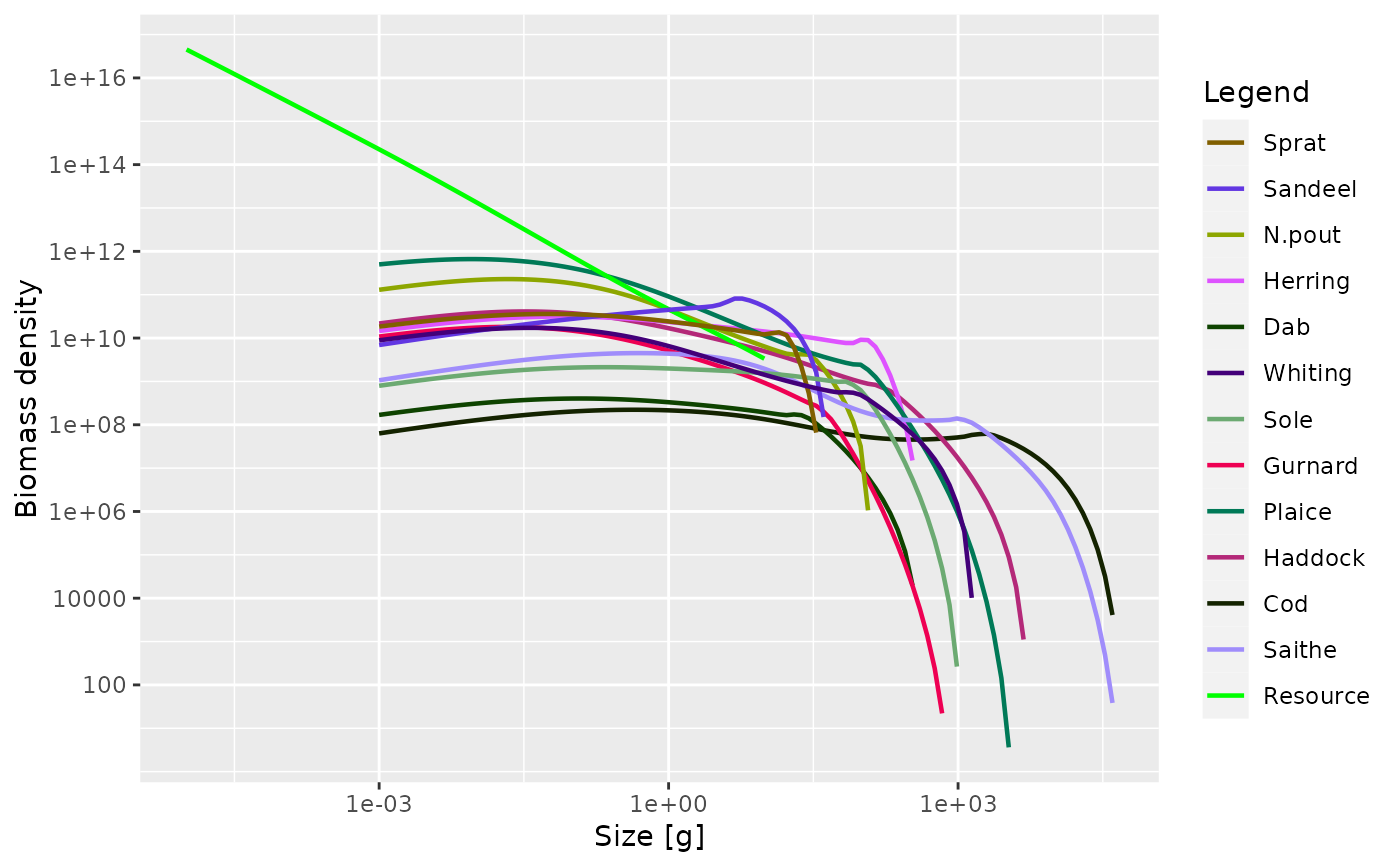 1e+16
1e+14
1e+12
1e+10
1e+08
1e+06
10000
100
Biomass density
1e-03
1e+00
1e+03
Size [g]
Legend
Sprat
Sandeel
N.pout
Herring
Dab
Whiting
Sole
Gurnard
Plaice
Haddock
Cod
Saithe
Resource